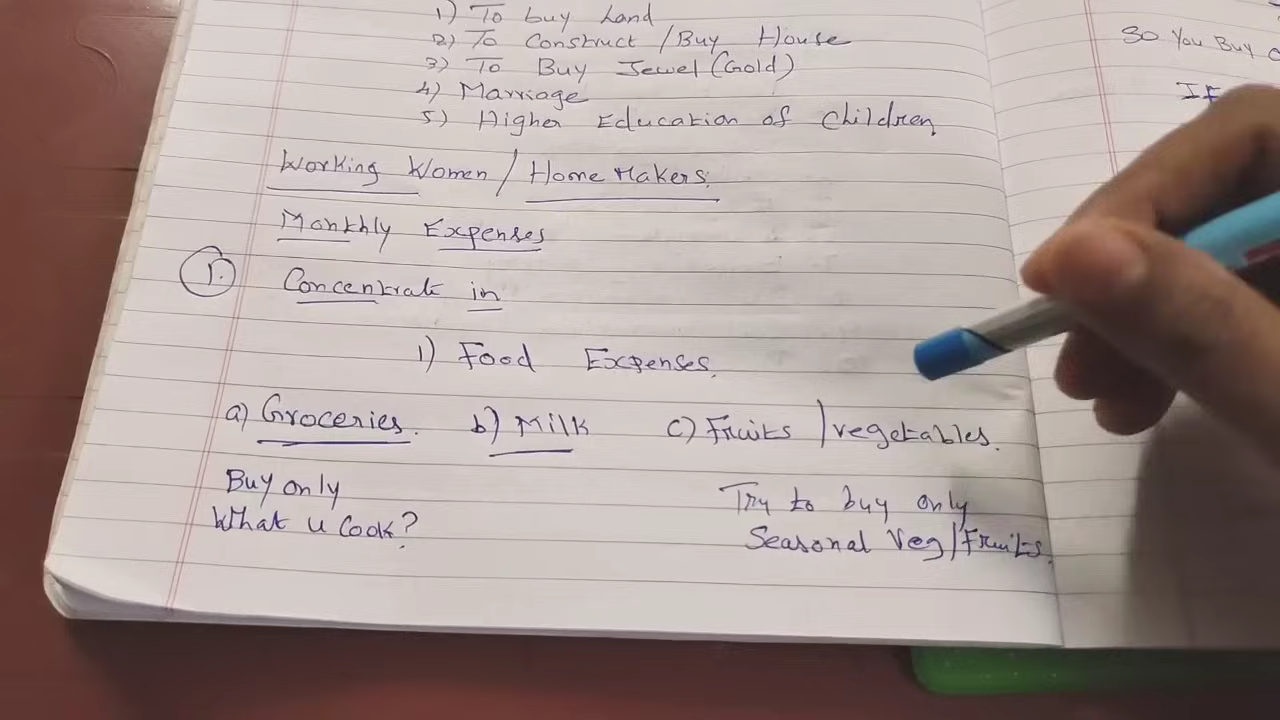 1) To buy Land
2) To Construct / Buy House
3) To Buy Jewel (Gold)
4) Marriage
5) Higher Education of Children
Working Women / Home Makers.
Monthly Expenses
1. Concentrate in
1) Food Expenses.
a) Groceries. b) Milk c) Fruits / vegetables.
Buy only
What u Cook?
Try to buy only
Seasonal Veg/Fruits.
So You Buy
IF